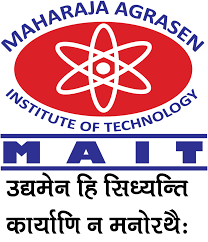 MAHARAJA AGRASEN
INSTITUTE OF TECHNOLOGY
MAIT
उद्यमेन हि सिध्यन्ति
कार्याणि न मनोरथैः